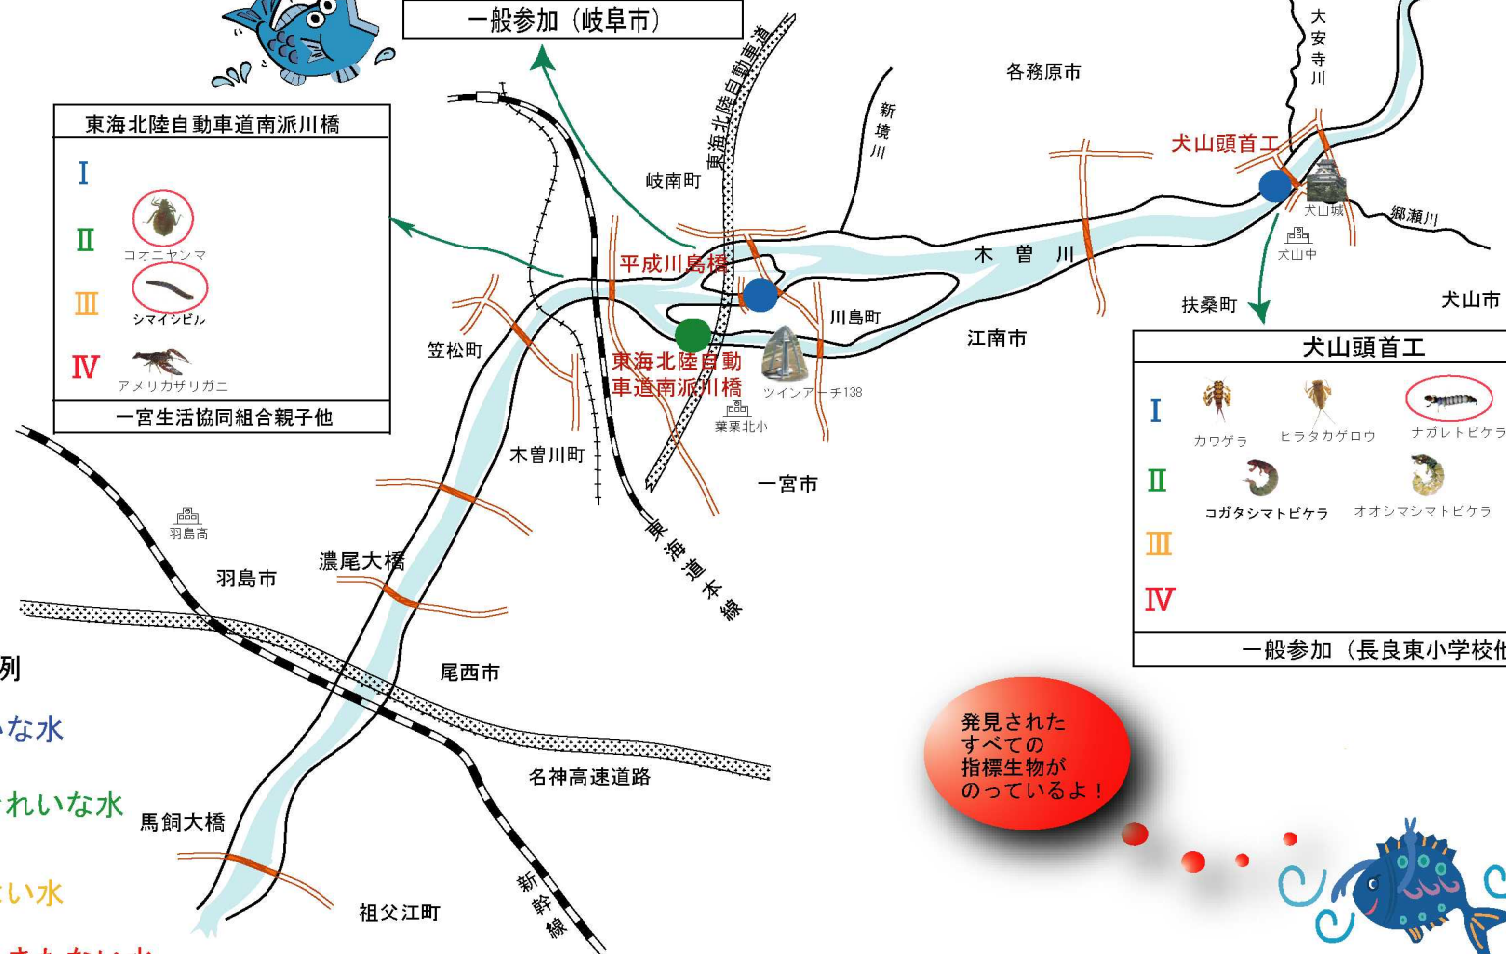 一般参加（岐阜市）
東海北陸自動車道南派川橋
I
II
コオニヤンマ
III
シマイシビル
IV
アメリカザリガニ
一宮生活協同組合親子他
東海北陸自動車道
新境川
各務原市
大安寺川
犬山頭首工
犬山城
郷瀬川
犬山中
岐南町
平成川島橋
木曽川
川島町
扶桑町
犬山市
江南市
笠松町
東海北陸自動
車道南派川橋
ツインアーチ138
葉栗北小
木曽川町
一宮市
東海道本線
犬山頭首工
I
カワゲラ
ヒラタカゲロウ
ナガレトビケラ
II
コガタシマトビケラ
オオシマシマトビケラ
III
IV
一般参加（長良東小学校他
羽島高
羽島市
濃尾大橋
尾西市
名神高速道路
馬飼大橋
祖父江町
新幹線
例
な水
れいな水
い水
発見された
すべての
指標生物が
のっているよ！